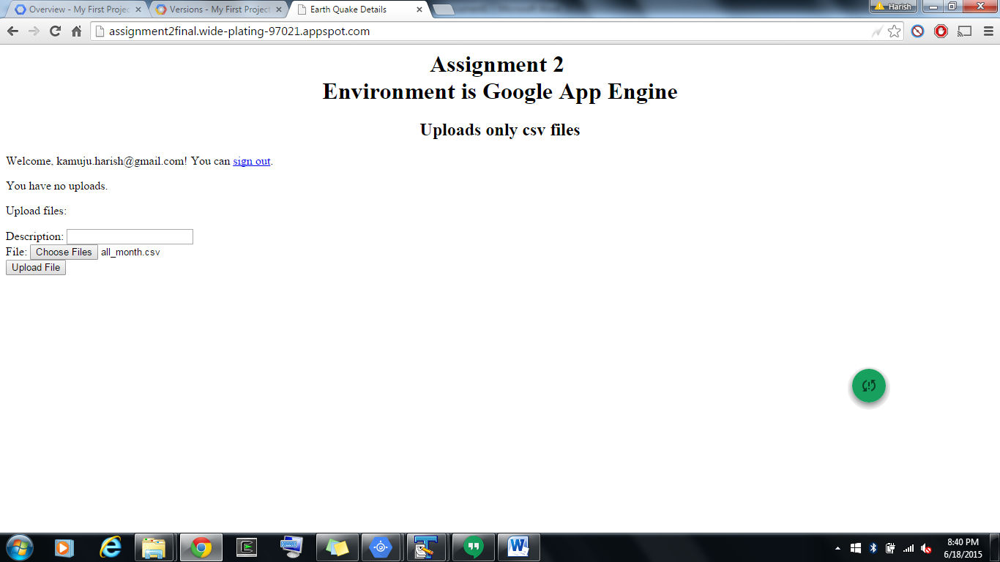 Overview - My First Projec
Versions - My First Project
Earth Quake Details
Harish
assignment2final.wide-plating-97021.appspot.com
Assignment 2
Environment is Google App Engine
Uploads only csv files
Welcome, kamuju.harish@gmail.com! You can sign out.
You have no uploads.
Upload files:
Description:
File: Choose Files all_month.csv
Upload File
8:40 PM
6/18/2015